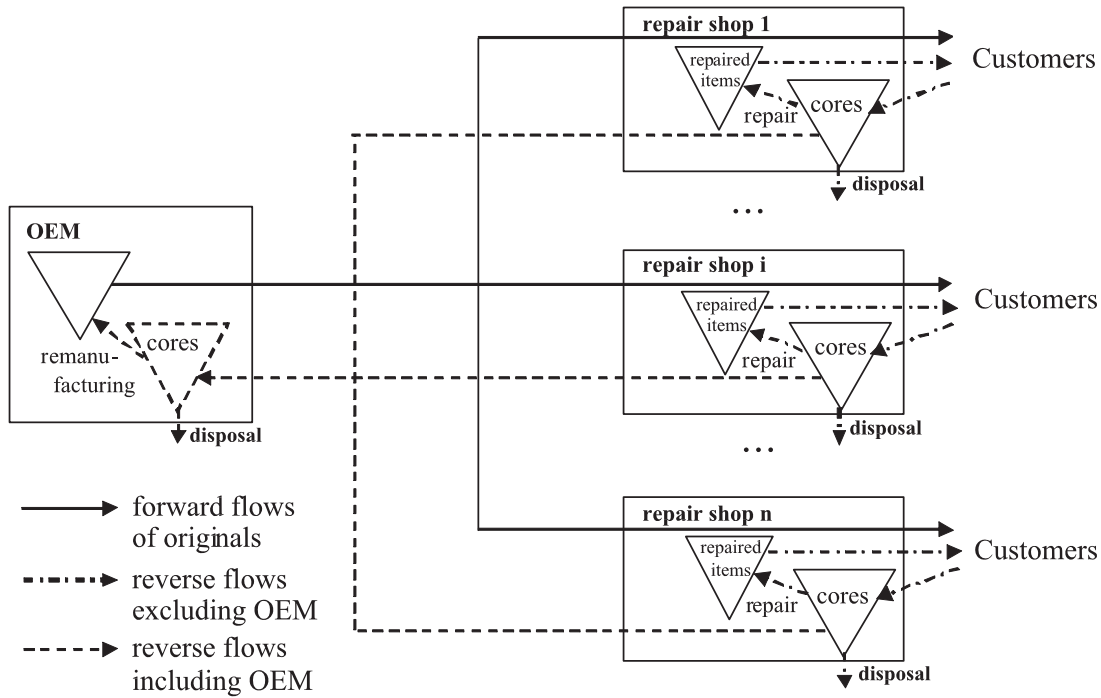 repair shop 1
repaired
items
cores
repair
disposal
Customers
...
OEM
cores
remanu-
facturing
disposal
repair shop i
repaired
items
cores
repair
disposal
Customers
...
repair shop n
repaired
items
cores
repair
disposal
Customers
forward flows
of originals
reverse flows
excluding OEM
reverse flows
including OEM